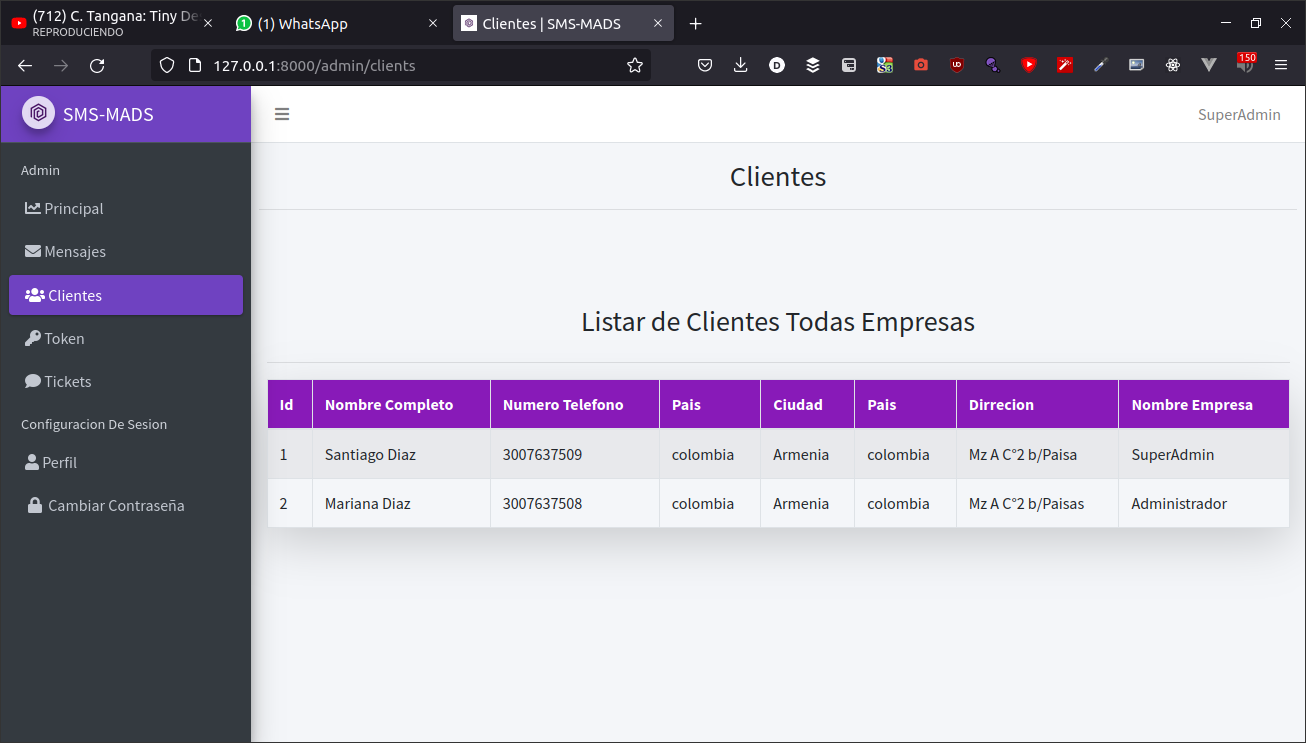 (712) C. Tangana: Tiny De
REPRODUCIENDO
(1) WhatsApp
Clientes | SMS-MADS
127.0.0.1:8000/admin/clients
150
SMS-MADS
SuperAdmin
Admin
Principal
Mensajes
Clientes
Token
Tickets
Configuracion De Sesion
Perfil
Cambiar Contraseña
Clientes
Listar de Clientes Todas Empresas
Id Nombre Completo Numero Telefono Pais Ciudad Pais Dirrecion Nombre Empresa
1 Santiago Diaz 3007637509 colombia Armenia colombia Mz A C°2 b/Paisa SuperAdmin
2 Mariana Diaz 3007637508 colombia Armenia colombia Mz A C°2 b/Paisas Administrador